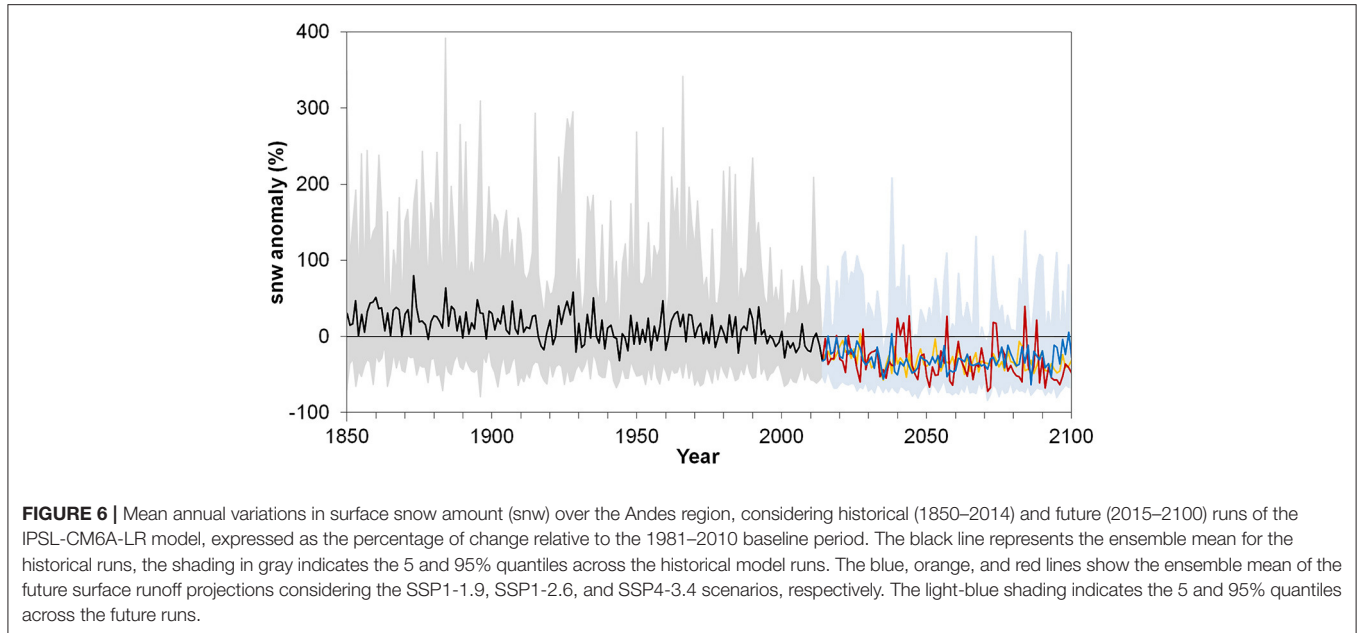 400
300
200
100
0
-100
snw anomaly (%)
1850 1900 1950 2000 2050 2100
Year
FIGURE 6 | Mean annual variations in surface snow amount (snw) over the Andes region, considering historical (1850–2014) and future (2015–2100) runs of the
IPSL-CM6A-LR model, expressed as the percentage of change relative to the 1981–2010 baseline period. The black line represents the ensemble mean for the
historical runs, the shading in gray indicates the 5 and 95% quantiles across the historical model runs. The blue, orange, and red lines show the ensemble mean of the
future surface runoff projections considering the SSP1-1.9, SSP1-2.6, and SSP4-3.4 scenarios, respectively. The light-blue shading indicates the 5 and 95% quantiles
across the future runs.